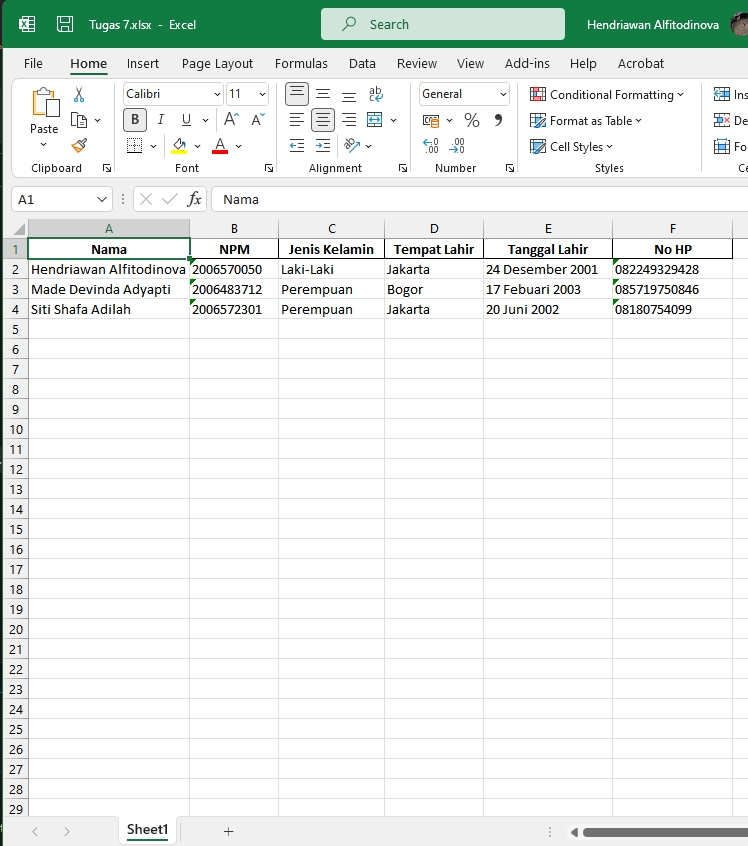 Tugas 7.xlsx - Excel
Search
Hendriawan Alfitodinova
File Home Insert Page Layout Formulas Data Review View Add-ins Help Acrobat
Paste
Calibri 11
B I U A A
Clipboard
Font
ab
Alignment
General
% 9
Number
Conditional Formatting
Format as Table
Cell Styles
Styles
Ins
De
Fo
Ce
A1 fx Nama
A B C D E F
1 Nama NPM Jenis Kelamin Tempat Lahir Tanggal Lahir No HP
2 Hendriawan Alfitodinova 2006570050 Laki-Laki Jakarta 24 Desember 2001 082249329428
3 Made Devinda Adyapti 2006483712 Perempuan Bogor 17 Febuari 2003 085719750846
4 Siti Shafa Adilah 2006572301 Perempuan Jakarta 20 Juni 2002 08180754099
5
6
7
8
9
10
11
12
13
14
15
16
17
18
19
20
21
22
23
24
25
26
27
28
29
Sheet1 +